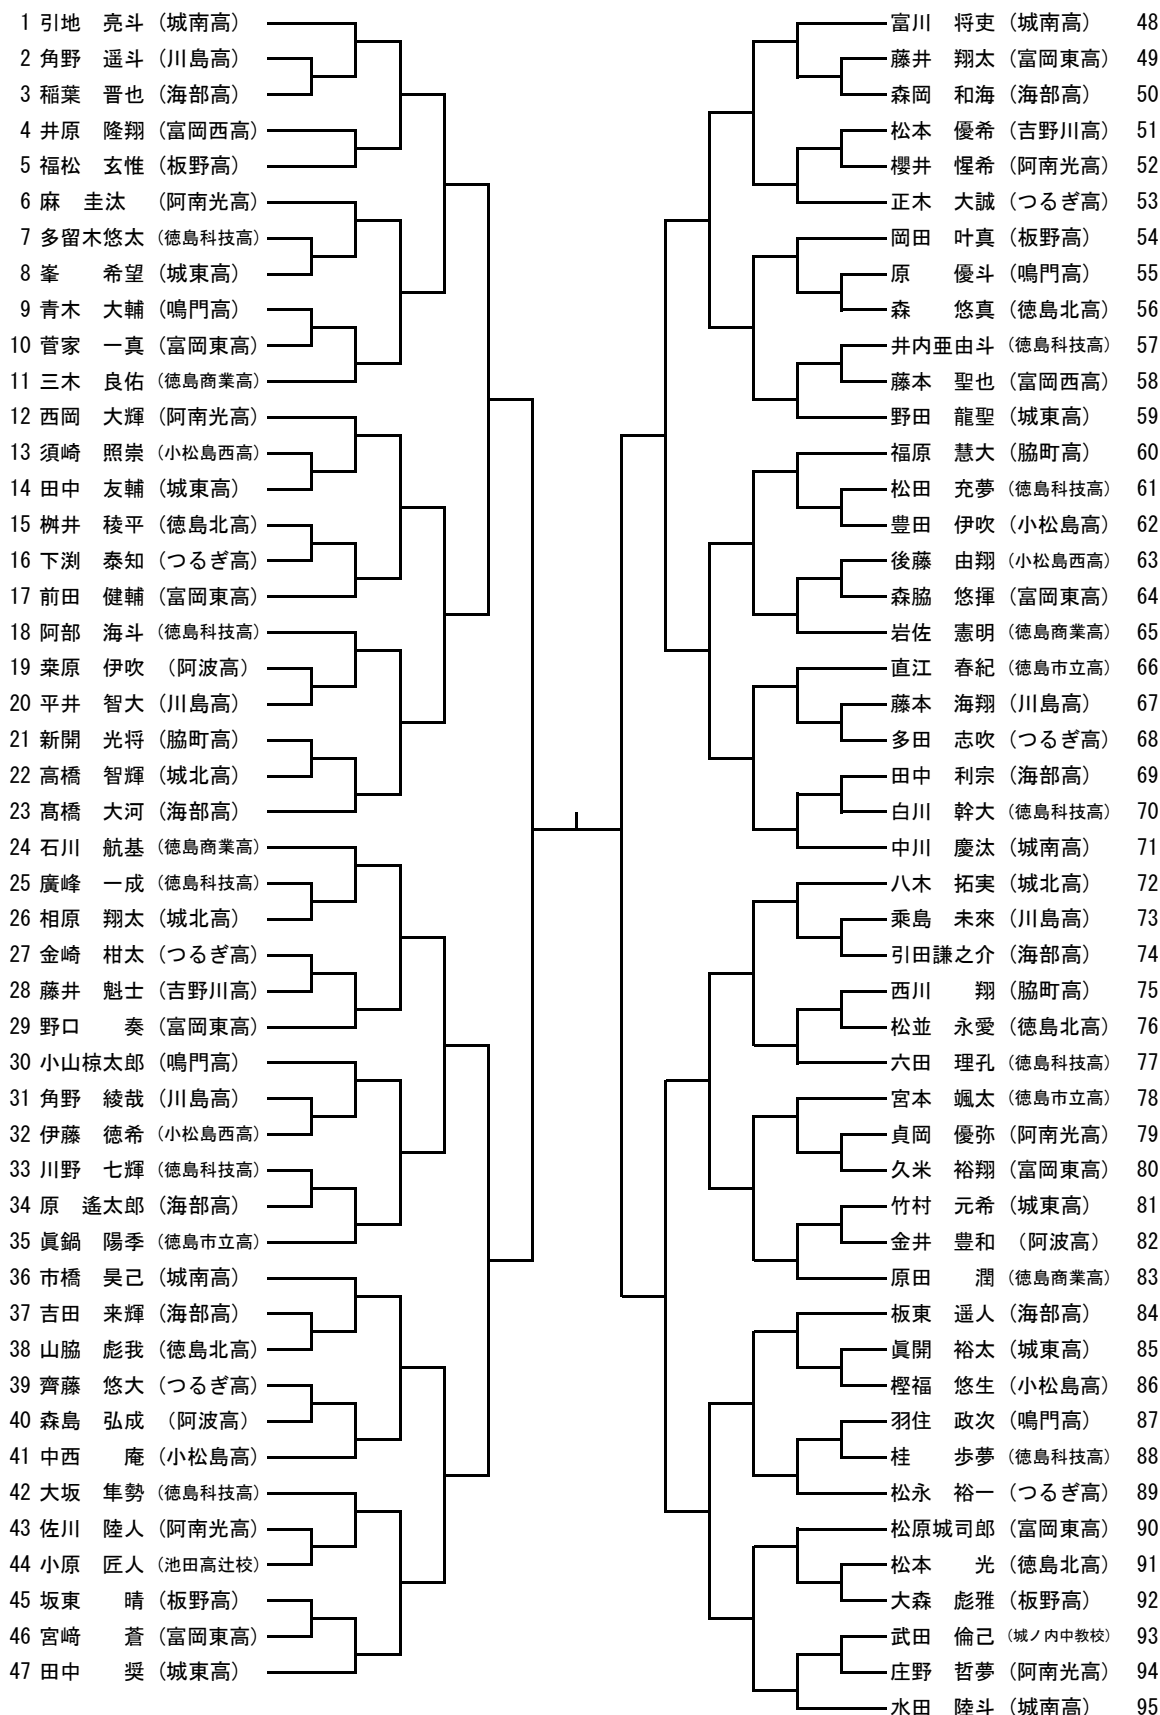 1 引地 亮斗 (城南高)
2 角野 遥斗 (川島高)
3 稲葉 晋也 (海部高)
4 井原 隆翔 (富岡西高)
5 福松 玄惟 (板野高)
6 麻 圭汰 (阿南光高)
7 多留木悠太 (徳島科技高)
8 峯 希望 (城東高)
9 青木 大輔 (鳴門高)
10 菅家 一真 (富岡東高)
11 三木 良佑 (徳島商業高)
12 西岡 大輝 (阿南光高)
13 須崎 照崇 (小松島西高)
14 田中 友輔 (城東高)
15 桝井 稜平 (徳島北高)
16 下渕 泰知 (つるぎ高)
17 前田 健輔 (富岡東高)
18 阿部 海斗 (徳島科技高)
19 桒原 伊吹 (阿波高)
20 平井 智大 (川島高)
21 新開 光将 (脇町高)
22 高橋 智輝 (城北高)
23 髙橋 大河 (海部高)
24 石川 航基 (徳島商業高)
25 廣峰 一成 (徳島科技高)
26 相原 翔太 (城北高)
27 金崎 柑太 (つるぎ高)
28 藤井 魁士 (吉野川高)
29 野口 奏 (富岡東高)
30 小山椋太郎 (鳴門高)
31 角野 綾哉 (川島高)
32 伊藤 徳希 (小松島西高)
33 川野 七輝 (徳島科技高)
34 原 遙太郎 (海部高)
35 眞鍋 陽季 (徳島市立高)
36 市橋 昊己 (城南高)
37 吉田 来輝 (海部高)
38 山脇 彪我 (徳島北高)
39 齊藤 悠大 (つるぎ高)
40 森島 弘成 (阿波高)
41 中西 庵 (小松島高)
42 大坂 隼勢 (徳島科技高)
43 佐川 陸人 (阿南光高)
44 小原 匠人 (池田高辻校)
45 坂東 晴 (板野高)
46 宮﨑 蒼 (富岡東高)
47 田中 奨 (城東高)
富川 将吏 (城南高) 48
藤井 翔太 (富岡東高) 49
森岡 和海 (海部高) 50
松本 優希 (吉野川高) 51
櫻井 惺希 (阿南光高) 52
正木 大誠 (つるぎ高) 53
岡田 叶真 (板野高) 54
原 優斗 (鳴門高) 55
森 悠真 (徳島北高) 56
井内亜由斗 (徳島科技高) 57
藤本 聖也 (富岡西高) 58
野田 龍聖 (城東高) 59
福原 慧大 (脇町高) 60
松田 充夢 (徳島科技高) 61
豊田 伊吹 (小松島高) 62
後藤 由翔 (小松島西高) 63
森脇 悠揮 (富岡東高) 64
岩佐 憲明 (徳島商業高) 65
直江 春紀 (徳島市立高) 66
藤本 海翔 (川島高) 67
多田 志吹 (つるぎ高) 68
田中 利宗 (海部高) 69
白川 幹大 (徳島科技高) 70
中川 慶汰 (城南高) 71
八木 拓実 (城北高) 72
乘島 未來 (川島高) 73
引田謙之介 (海部高) 74
西川 翔 (脇町高) 75
松並 永愛 (徳島北高) 76
六田 理孔 (徳島科技高) 77
宮本 颯太 (徳島市立高) 78
貞岡 優弥 (阿南光高) 79
久米 裕翔 (富岡東高) 80
竹村 元希 (城東高) 81
金井 豊和 (阿波高) 82
原田 潤 (徳島商業高) 83
板東 遥人 (海部高) 84
眞開 裕太 (城東高) 85
樫福 悠生 (小松島高) 86
羽住 政次 (鳴門高) 87
桂 歩夢 (徳島科技高) 88
松永 裕一 (つるぎ高) 89
松原城司郎 (富岡東高) 90
松本 光 (徳島北高) 91
大森 彪雅 (板野高) 92
武田 倫己 (城ノ内中教校) 93
庄野 哲夢 (阿南光高) 94
水田 陸斗 (城南高) 95